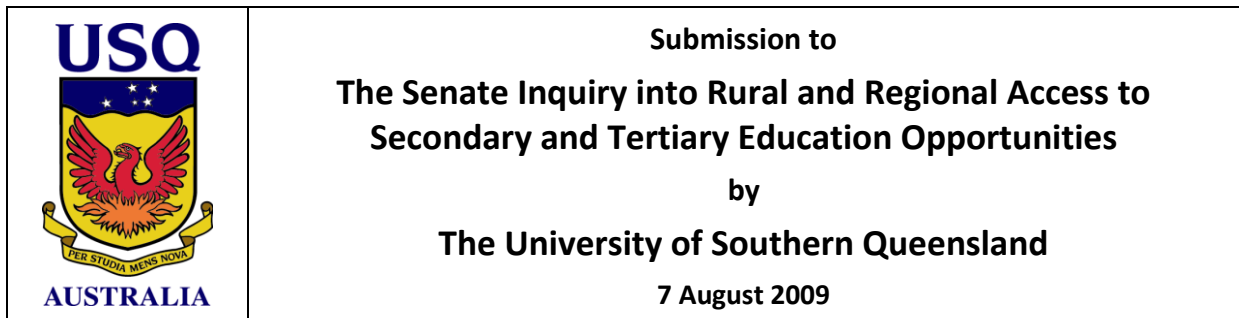 USQ
PER STUDIA MENS NOVA
AUSTRALIA
Submission to
The Senate Inquiry into Rural and Regional Access to
Secondary and Tertiary Education Opportunities
by
The University of Southern Queensland
7 August 2009